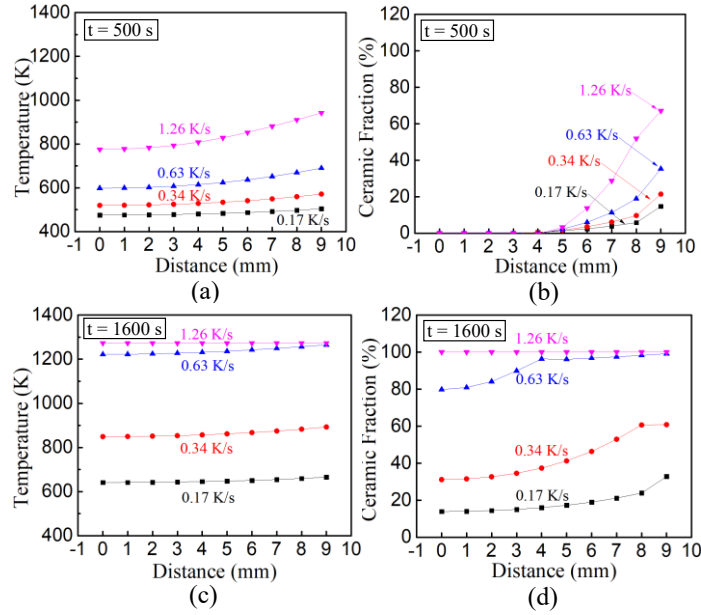 t = 500 s
1400
1200
1000
800
600
400
Temperature (K)
1.26 K/s
0.63 K/s
0.34 K/s
0.17 K/s
-1 0 1 2 3 4 5 6 7 8 9 10
Distance (mm)
(a)
t = 500 s
120
100
80
60
40
20
0
Ceramic Fraction (%)
1.26 K/s
0.63 K/s
0.34 K/s
0.17 K/s
-1 0 1 2 3 4 5 6 7 8 9 10
Distance (mm)
(b)
t = 1600 s
1400
1200
1000
800
600
400
Temperature (K)
1.26 K/s
0.63 K/s
0.34 K/s
0.17 K/s
-1 0 1 2 3 4 5 6 7 8 9 10
Distance (mm)
(c)
t = 1600 s
120
100
80
60
40
20
0
Ceramic Fraction (%)
1.26 K/s
0.63 K/s
0.34 K/s
0.17 K/s
-1 0 1 2 3 4 5 6 7 8 9 10
Distance (mm)
(d)